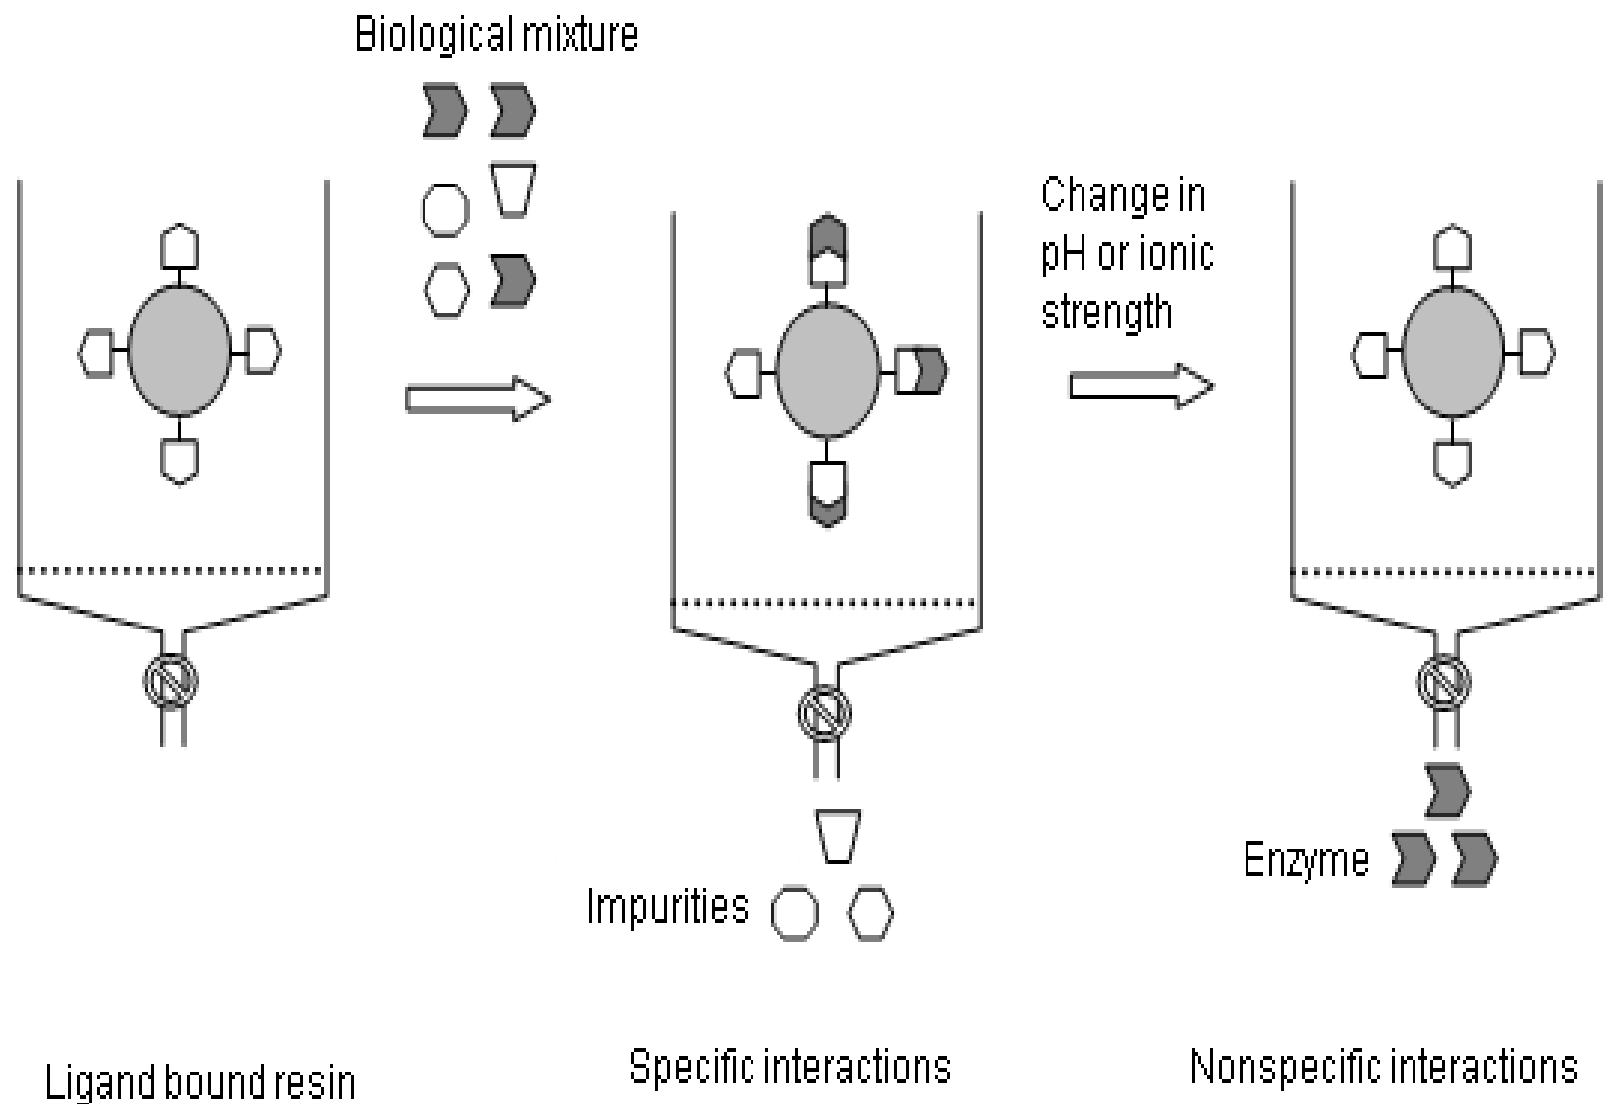 Biological mixture
Change in
pH or ionic
strength
Impurities
Enzyme
Ligand bound resin
Specific interactions
Nonspecific interactions